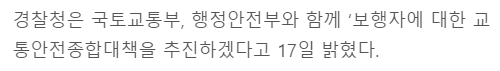 경찰청은 국토교통부, 행정안전부와 함께 ‘보행자에 대한 교
통안전종합대책을 추진하겠다고 17일 밝혔다.